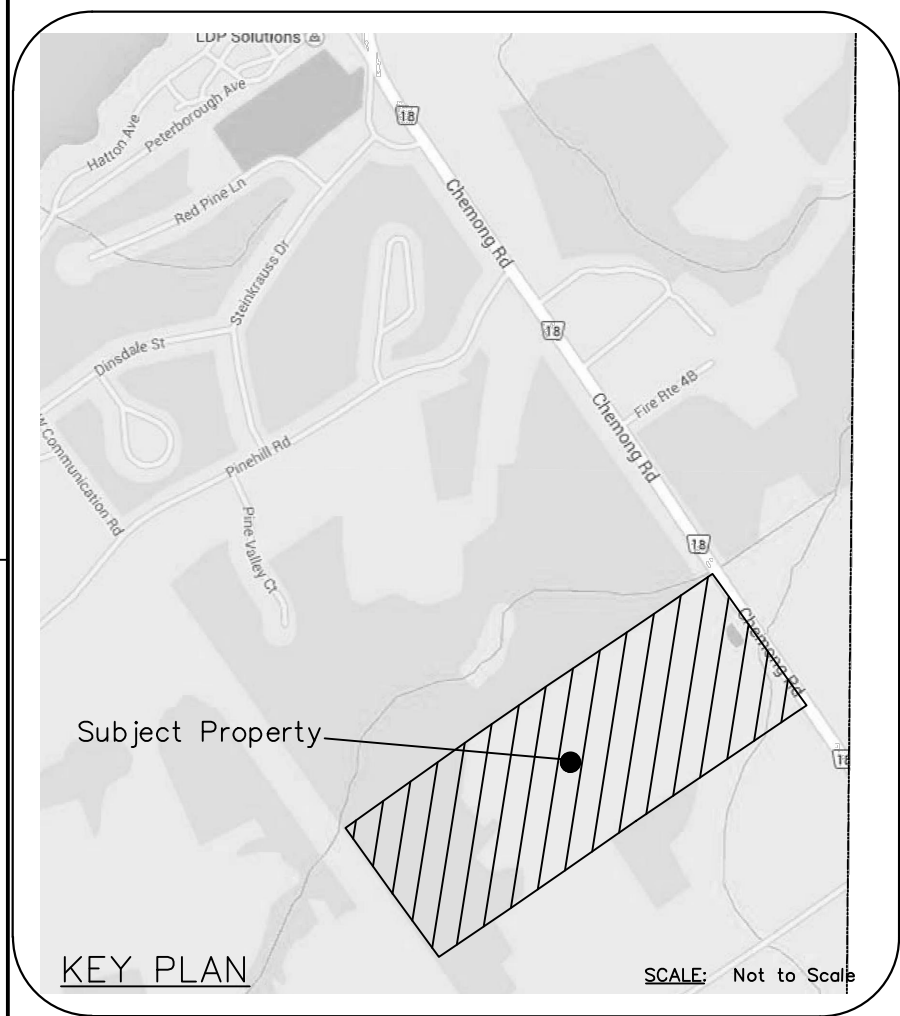 LDP Solutions
18
Hatton Ave
Peterborough Ave
Red Pine Ln
Chemong Rd
Steinkrauss Dr
18
Dinsdale St
Fire Rte 4B
Chemong Rd
Communication Rd
Pinehill Rd
Pine Valley Ct
18
Chemong Rd
Subject Property
18
KEY PLAN
SCALE: Not to Scale